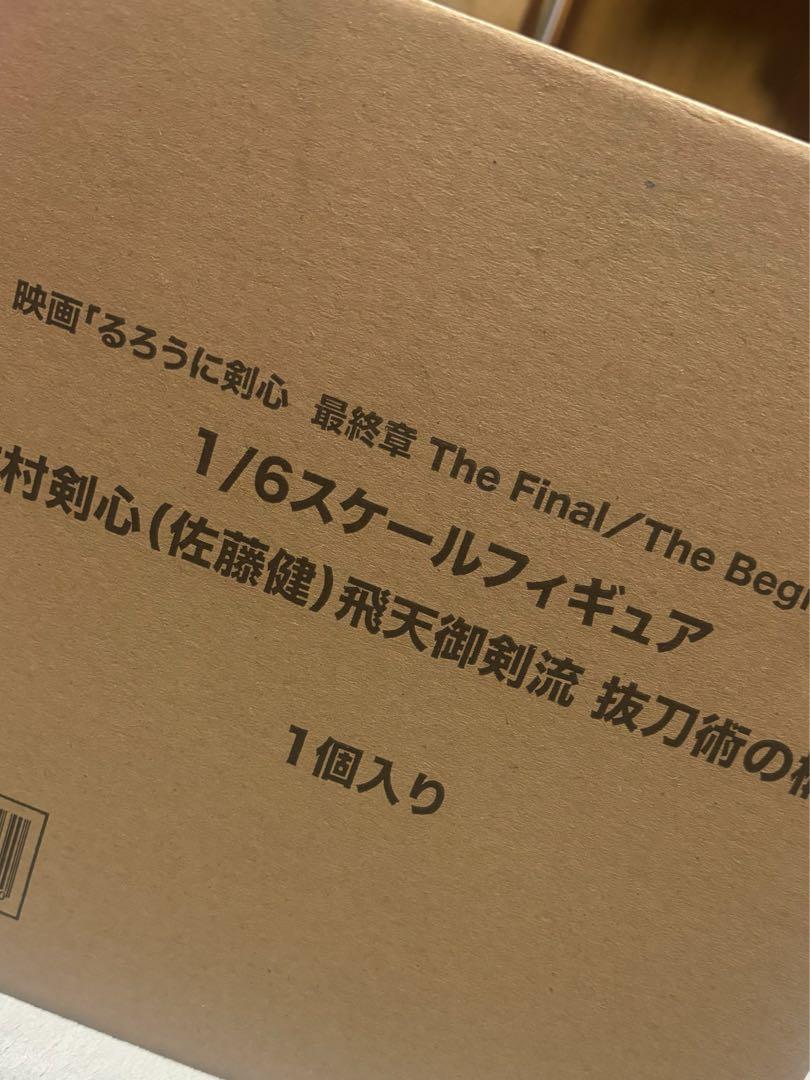 映画「るろうに剣心 最終章 The Final／The Begi
1/6スケールフィギュア
村剣心(佐藤健)飛天御剣流 抜刀術の
1個入り